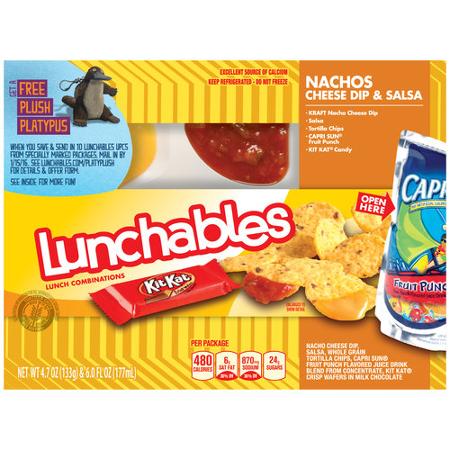 GET A
FREE
PLUSH
PLATYPUS
WHEN YOU SAVE & SEND IN 10 LUNCHABLES UPCS
FROM SPECIALLY MARKED PACKAGES. MAIL IN BY
1/15/16. SEE LUNCHABLES.COM/PLATYPLUSH
FOR DETAILS & OFFER FORM.
SEE INSIDE FOR MORE FUN!
EXCELLENT SOURCE OF CALCIUM
KEEP REFRIGERATED - DO NOT FREEZE
NACHOS
CHEESE DIP & SALSA
• KRAFT Nacho Cheese Dip
• Salsa
• Tortilla Chips
• CAPRI SUN®
Fruit Punch
• KIT KAT® Candy
OPEN
HERE
CAPRI
FRUIT PUNCH
Lunchables
LUNCH COMBINATIONS
KitKat
ENLARGED TO
SHOW DETAIL
PER PACKAGE
480
CALORIES
6g
SAT FAT
870mg
SODIUM
24g
SUGARS
NET WT 4.7 OZ (133g) & 6.0 FL OZ (177mL)
NACHO CHEESE DIP,
SALSA, WHOLE GRAIN
TORTILLA CHIPS, CAPRI SUN®
FRUIT PUNCH FLAVORED JUICE DRINK
BLEND FROM CONCENTRATE, KIT KAT®
CRISP WAFERS IN MILK CHOCOLATE